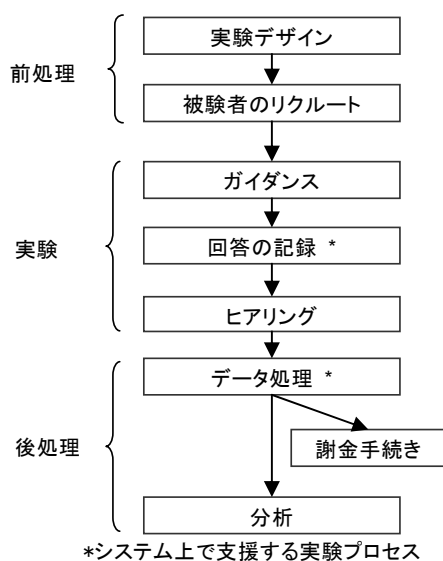 実験デザイン
前処理
被験者のリクルート
ガイダンス
実験
回答の記録 *
ヒアリング
データ処理 *
後処理
謝金手続き
分析
*システム上で支援する実験プロセス